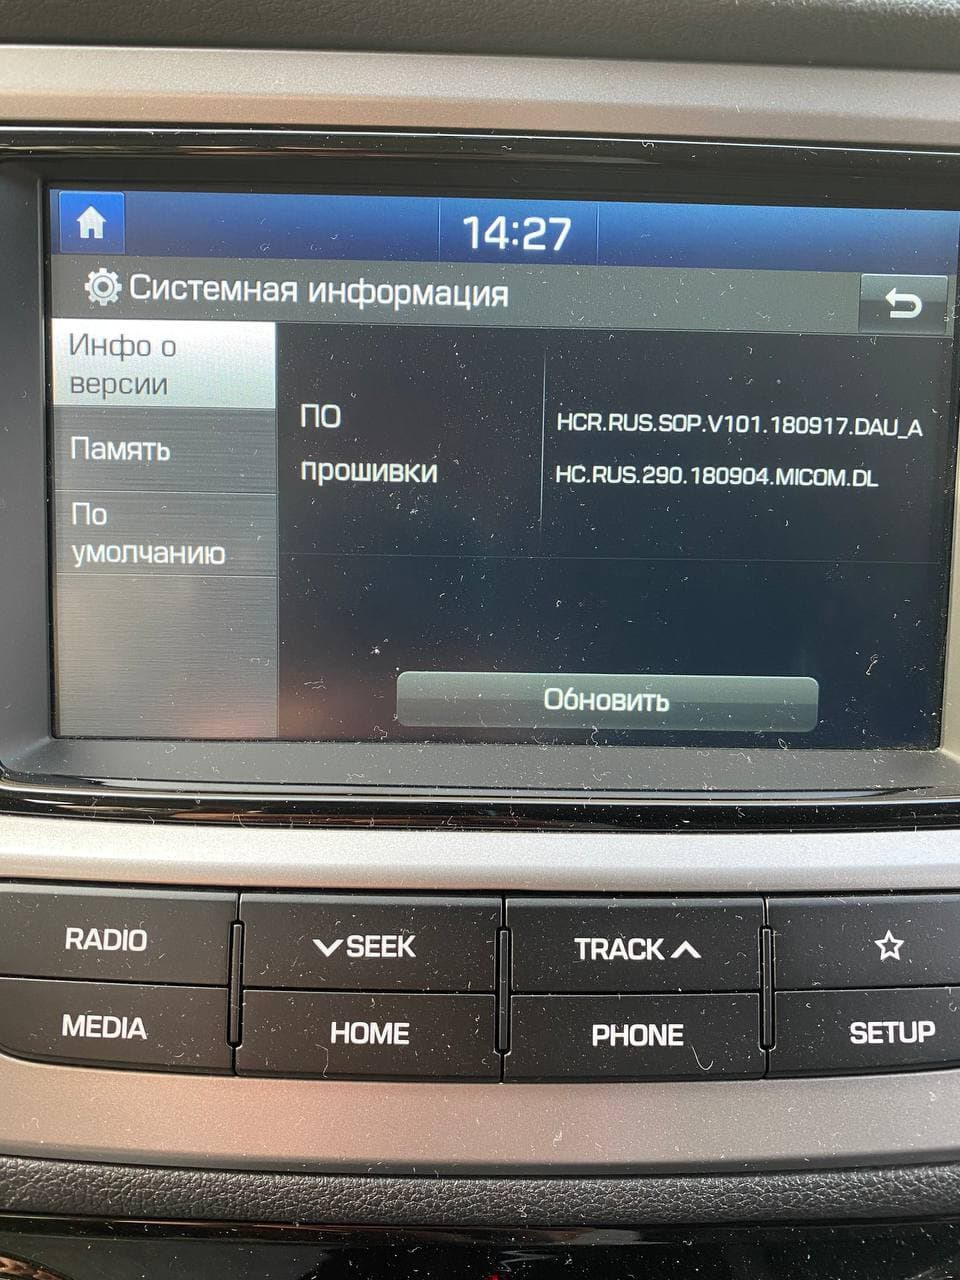 14:27
Системная информация
Инфо о
версии
Память
По
умолчанию
ПО
HCR.RUS.SOP.V101.180917.DAU_A
прошивки
HC.RUS.290.180904.MICOM.DL
Обновить
RADIO
SEEK
TRACK
MEDIA
HOME
PHONE
SETUP